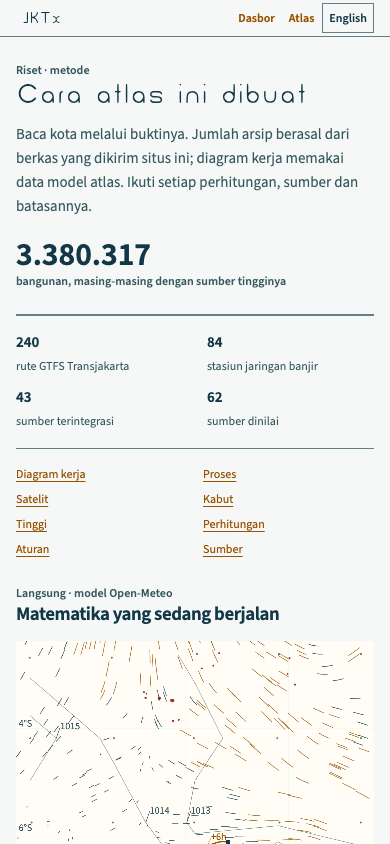 JKTx
Dasbor Atlas English
Riset · metode
Cara atlas ini dibuat
Baca kota melalui buktinya. Jumlah arsip berasal dari
berkas yang dikirim situs ini; diagram kerja memakai
data model atlas. Ikuti setiap perhitungan, sumber dan
batasannya.
3.380.317
bangunan, masing-masing dengan sumber tingginya
240
rute GTFS Transjakarta
84
stasiun jaringan banjir
43
sumber terintegrasi
62
sumber dinilai
Diagram kerja
Proses
Satelit
Kabut
Tinggi
Perhitungan
Aturan
Sumber
Langsung · model Open-Meteo
Matematika yang sedang berjalan
4°S
1015
1014
1013
6°S
+6h